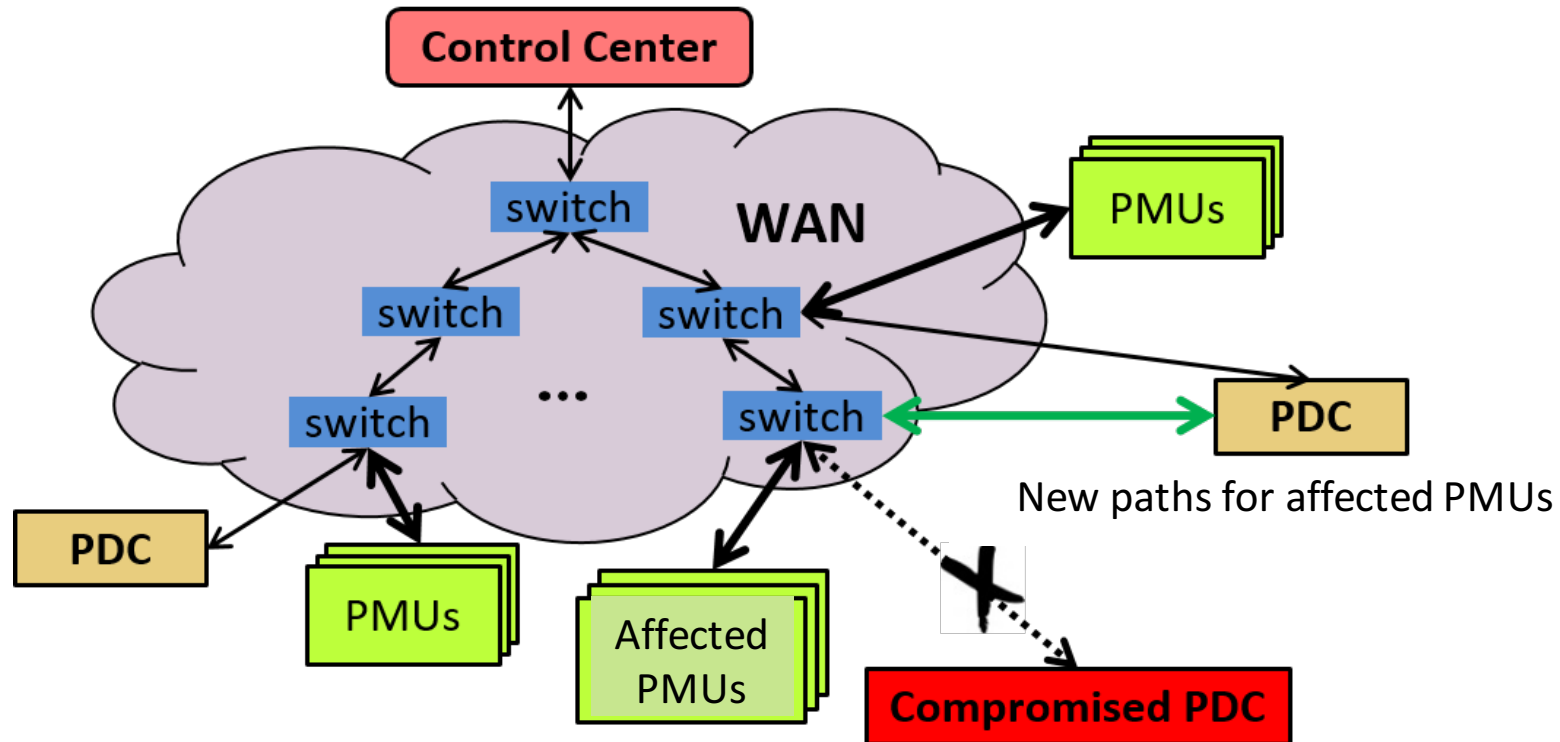 Control Center
switch
WAN
PMUs
switch
switch
...
switch
switch
PDC
New paths for affected PMUs
PDC
PMUs
Affected
PMUs
Compromised PDC